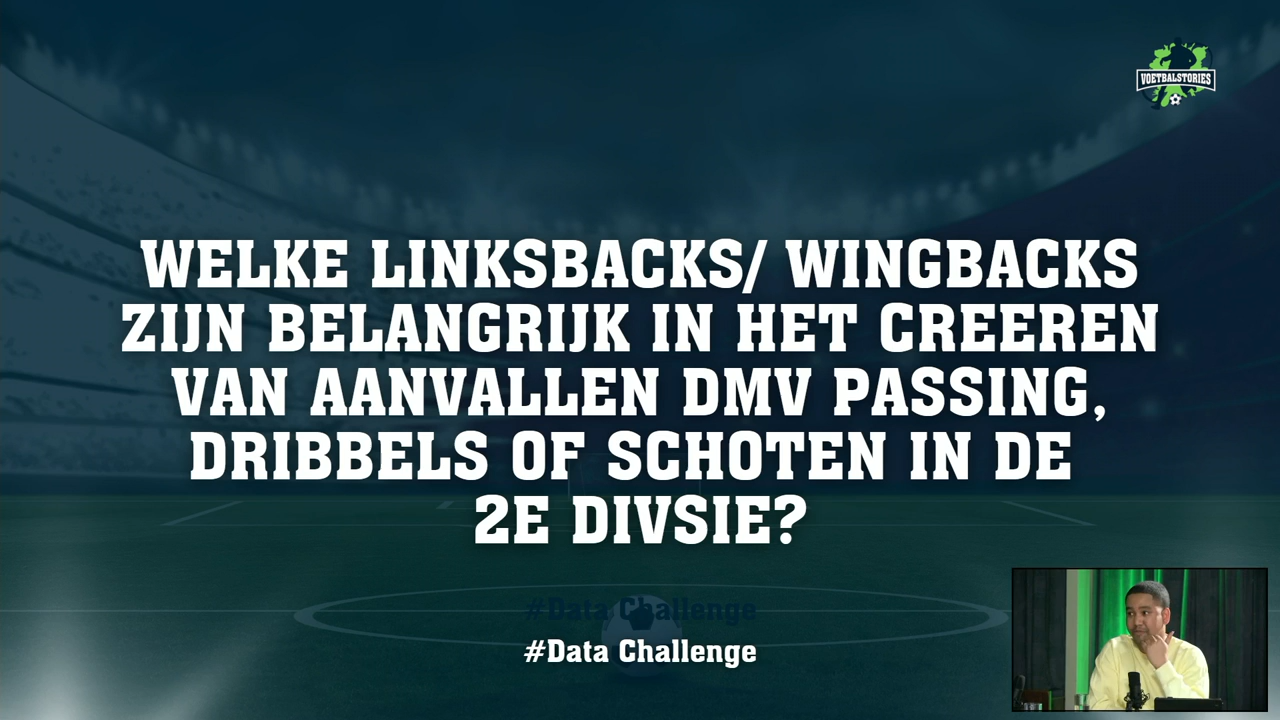 VOETBALSTORIES
WELKE LINKSBACKS/ WINGBACKS
ZIJN BELANGRIJK IN HET CREEREN
VAN AANVALLEN DMV PASSING,
DRIBBELS OF SCHOTEN IN DE
2E DIVSIE?
#Data Challenge
#Data Challenge